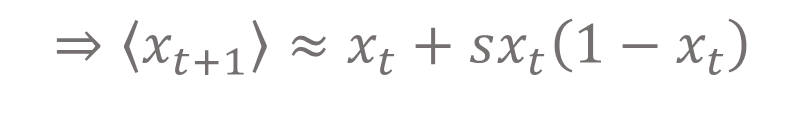 ⇒ ⟨x_{t+1}⟩ ≈ x_t + sx_t(1 − x_t)